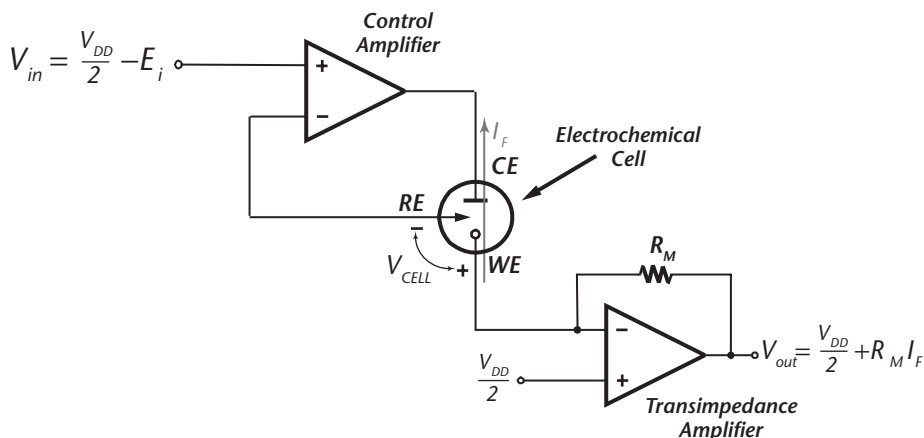 Control
Amplifier
V_in = V_DD/2 − E_i
+
−
I_F
Electrochemical
Cell
CE
RE
−
V_CELL
+
WE
R_M
−
V_DD/2
+
V_out = V_DD/2 + R_M I_F
Transimpedance
Amplifier